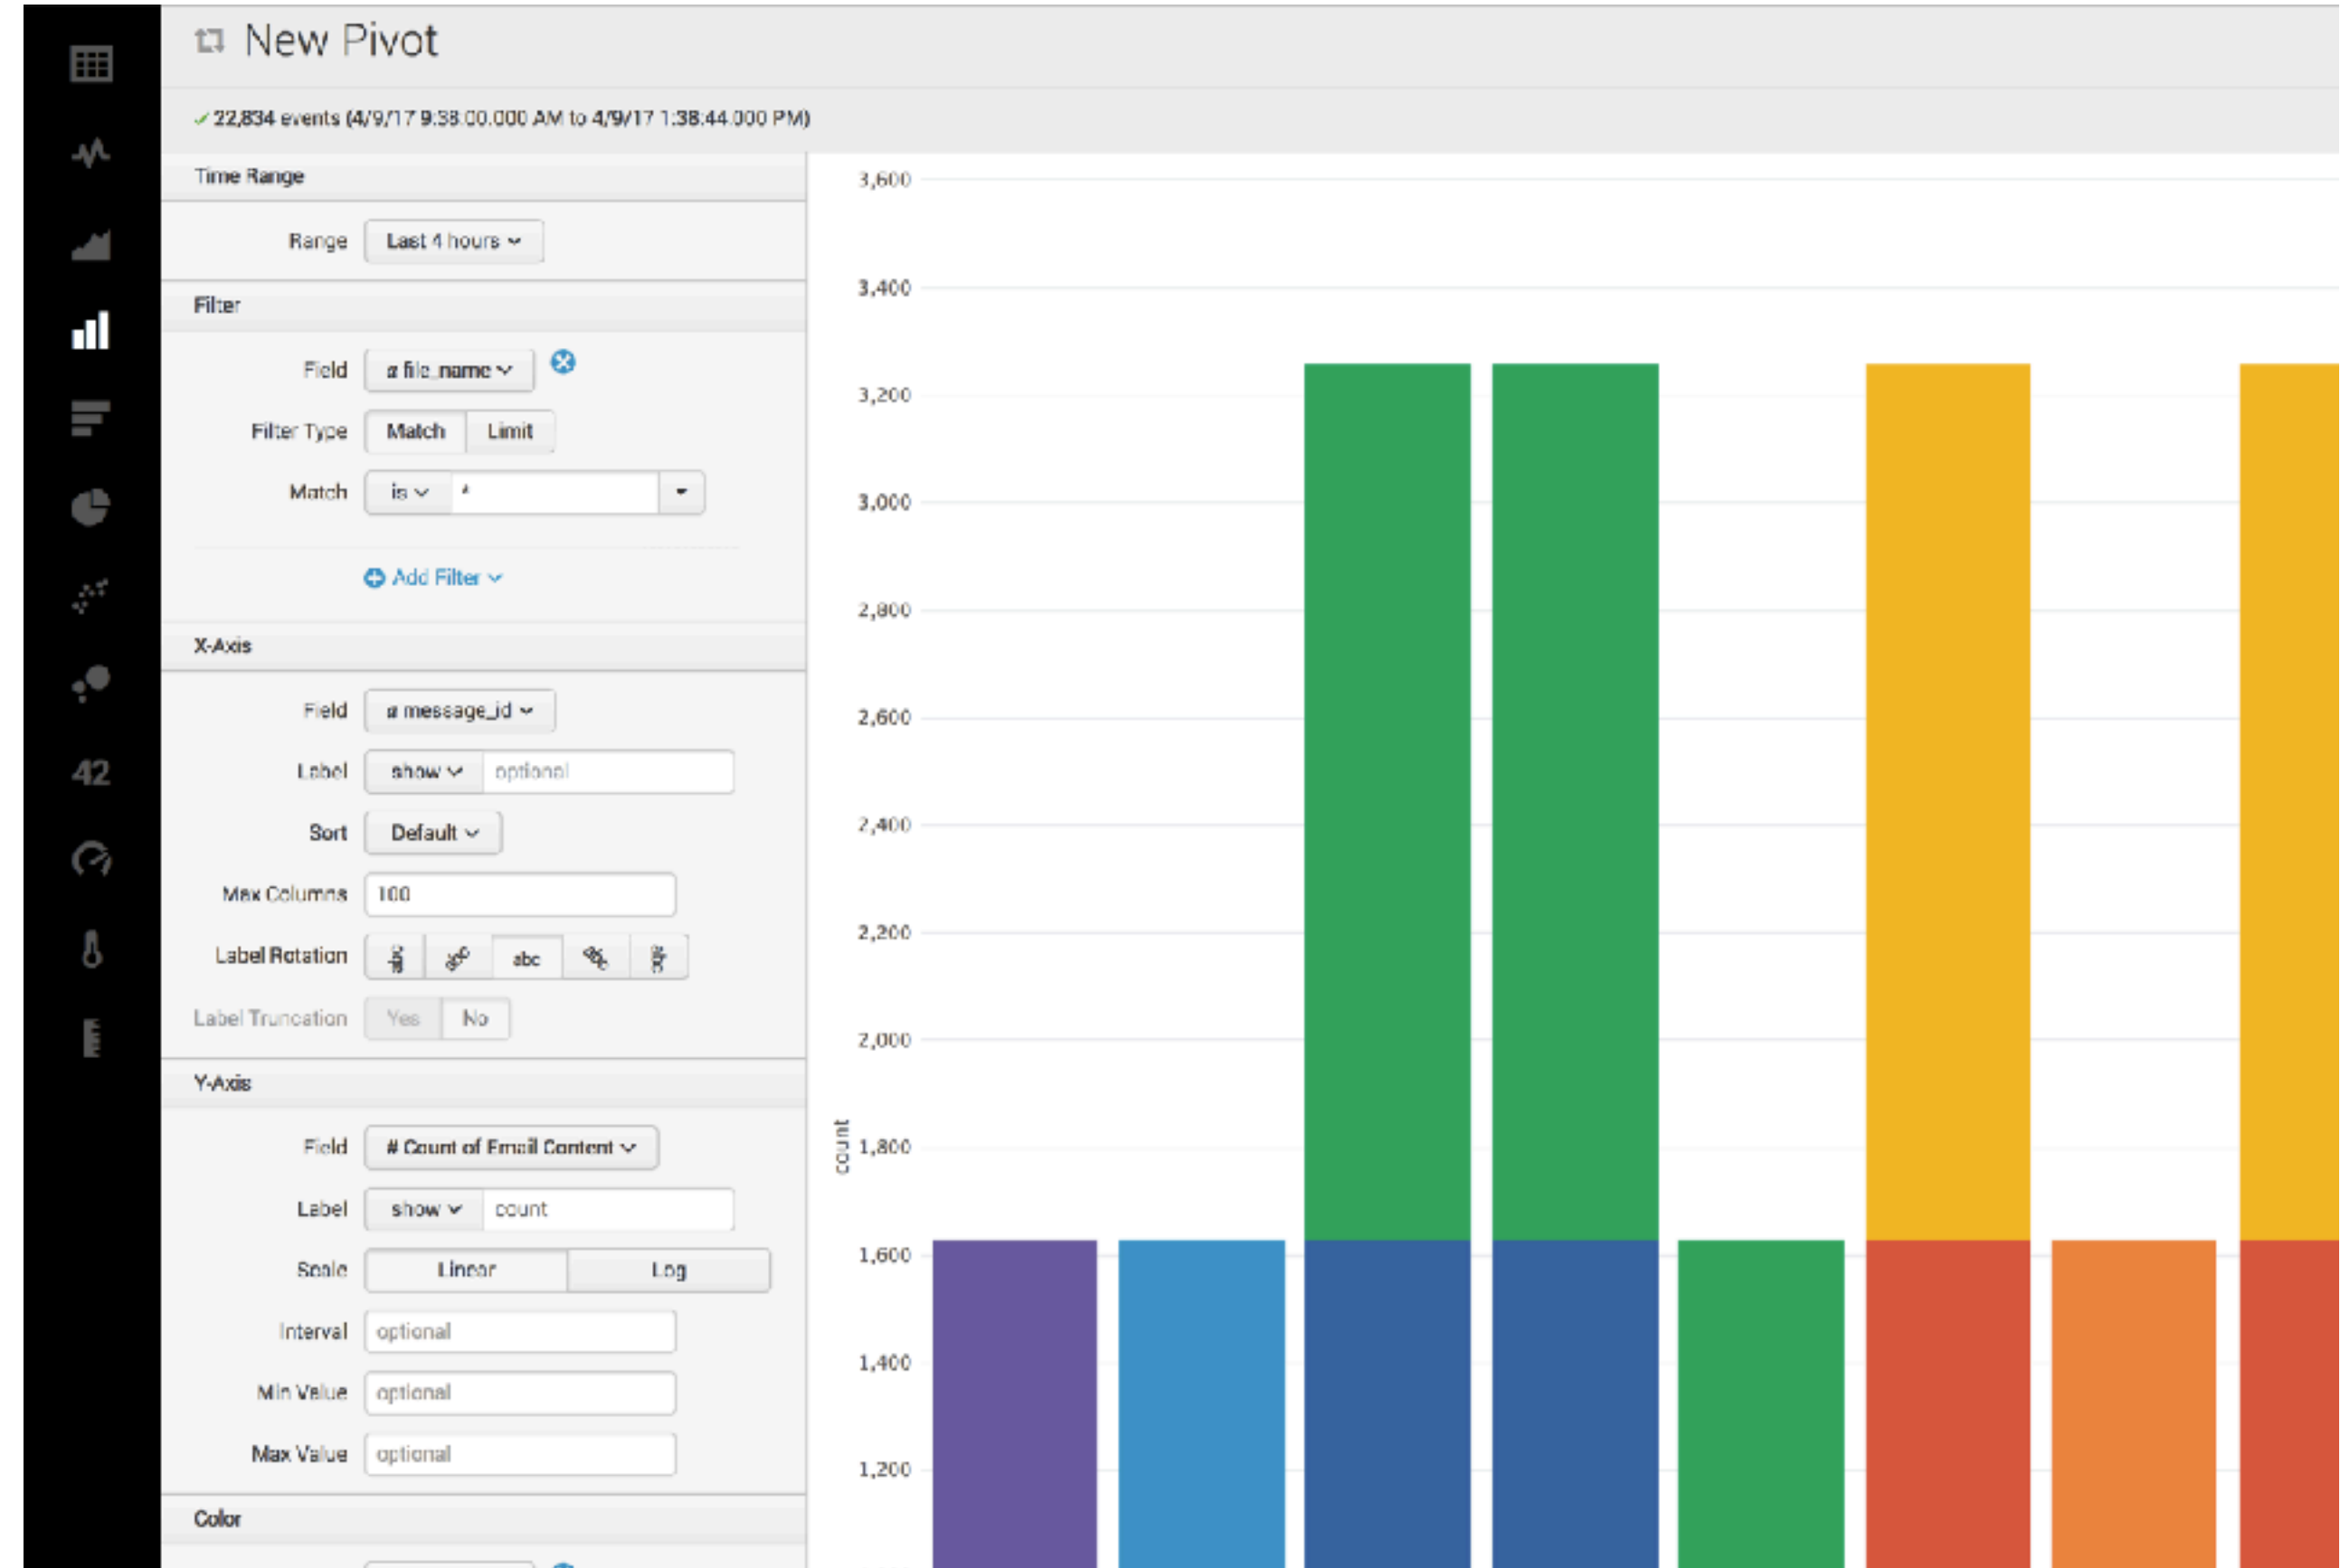 New Pivot
22,834 events (4/9/17 9:38:00.000 AM to 4/9/17 1:38:44.000 PM)
Time Range
Range Last 4 hours
Filter
Field a file_name
Filter Type Match Limit
Match is *
Add Filter
X-Axis
Field a message_id
Label show optional
Sort Default
Max Columns 100
Label Rotation abc abc abc abc abc
Label Truncation Yes No
Y-Axis
Field # Count of Email Content
Label show count
Scale Linear Log
Interval optional
Min Value optional
Max Value optional
Color
42
3,600
3,400
3,200
3,000
2,800
2,600
2,400
2,200
2,000
1,800
1,600
1,400
1,200
count